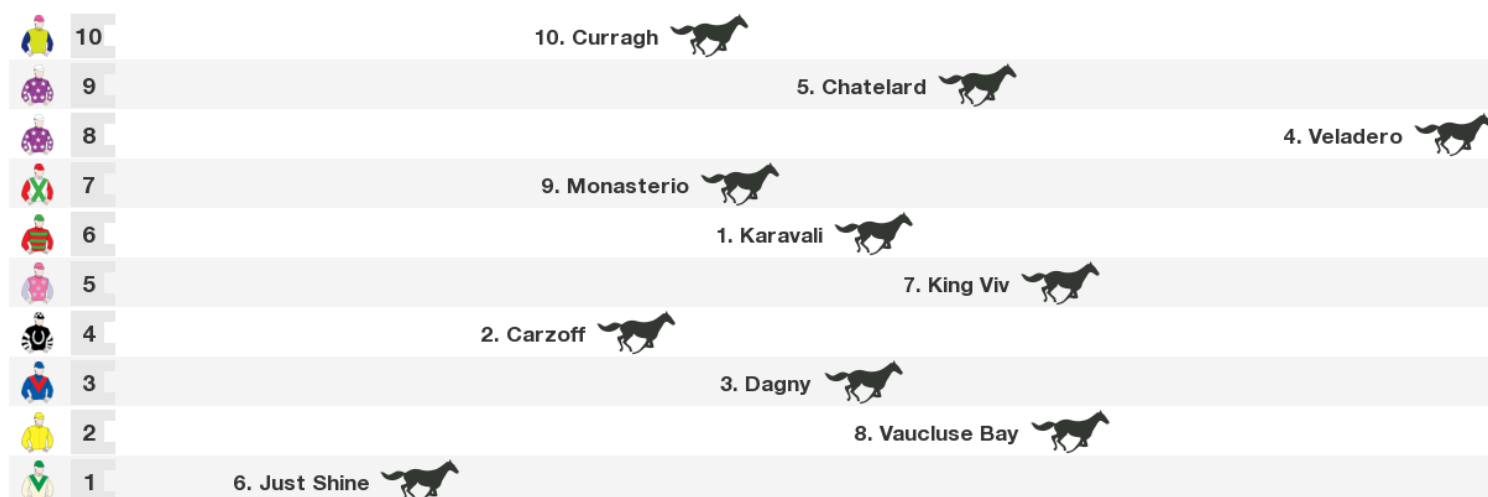 10 10. Curragh
9 5. Chatelard
8 4. Veladero
7 9. Monasterio
6 1. Karavali
5 7. King Viv
4 2. Carzoff
3 3. Dagny
2 8. Vaucluse Bay
1 6. Just Shine